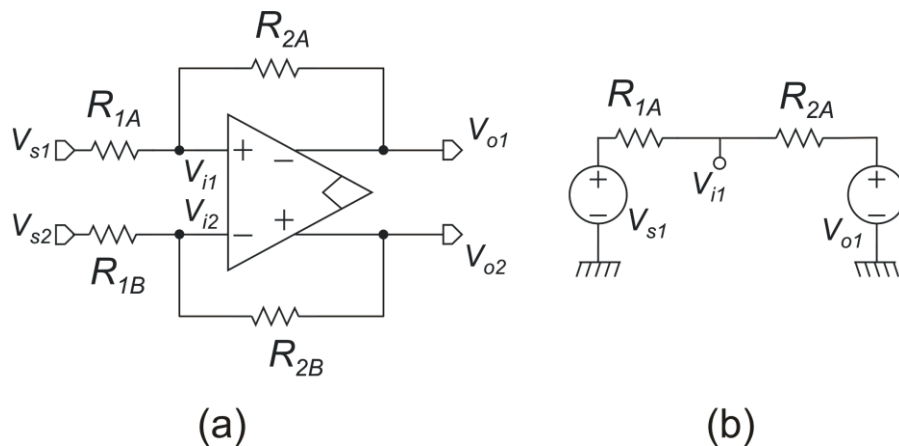 R2A
R1A
Vs1
Vo1
+
−
Vi1
Vi2
+
−
Vs2
Vo2
R1B
R2B
(a)
R1A
R2A
Vi1
+
−
Vs1
+
−
Vo1
(b)